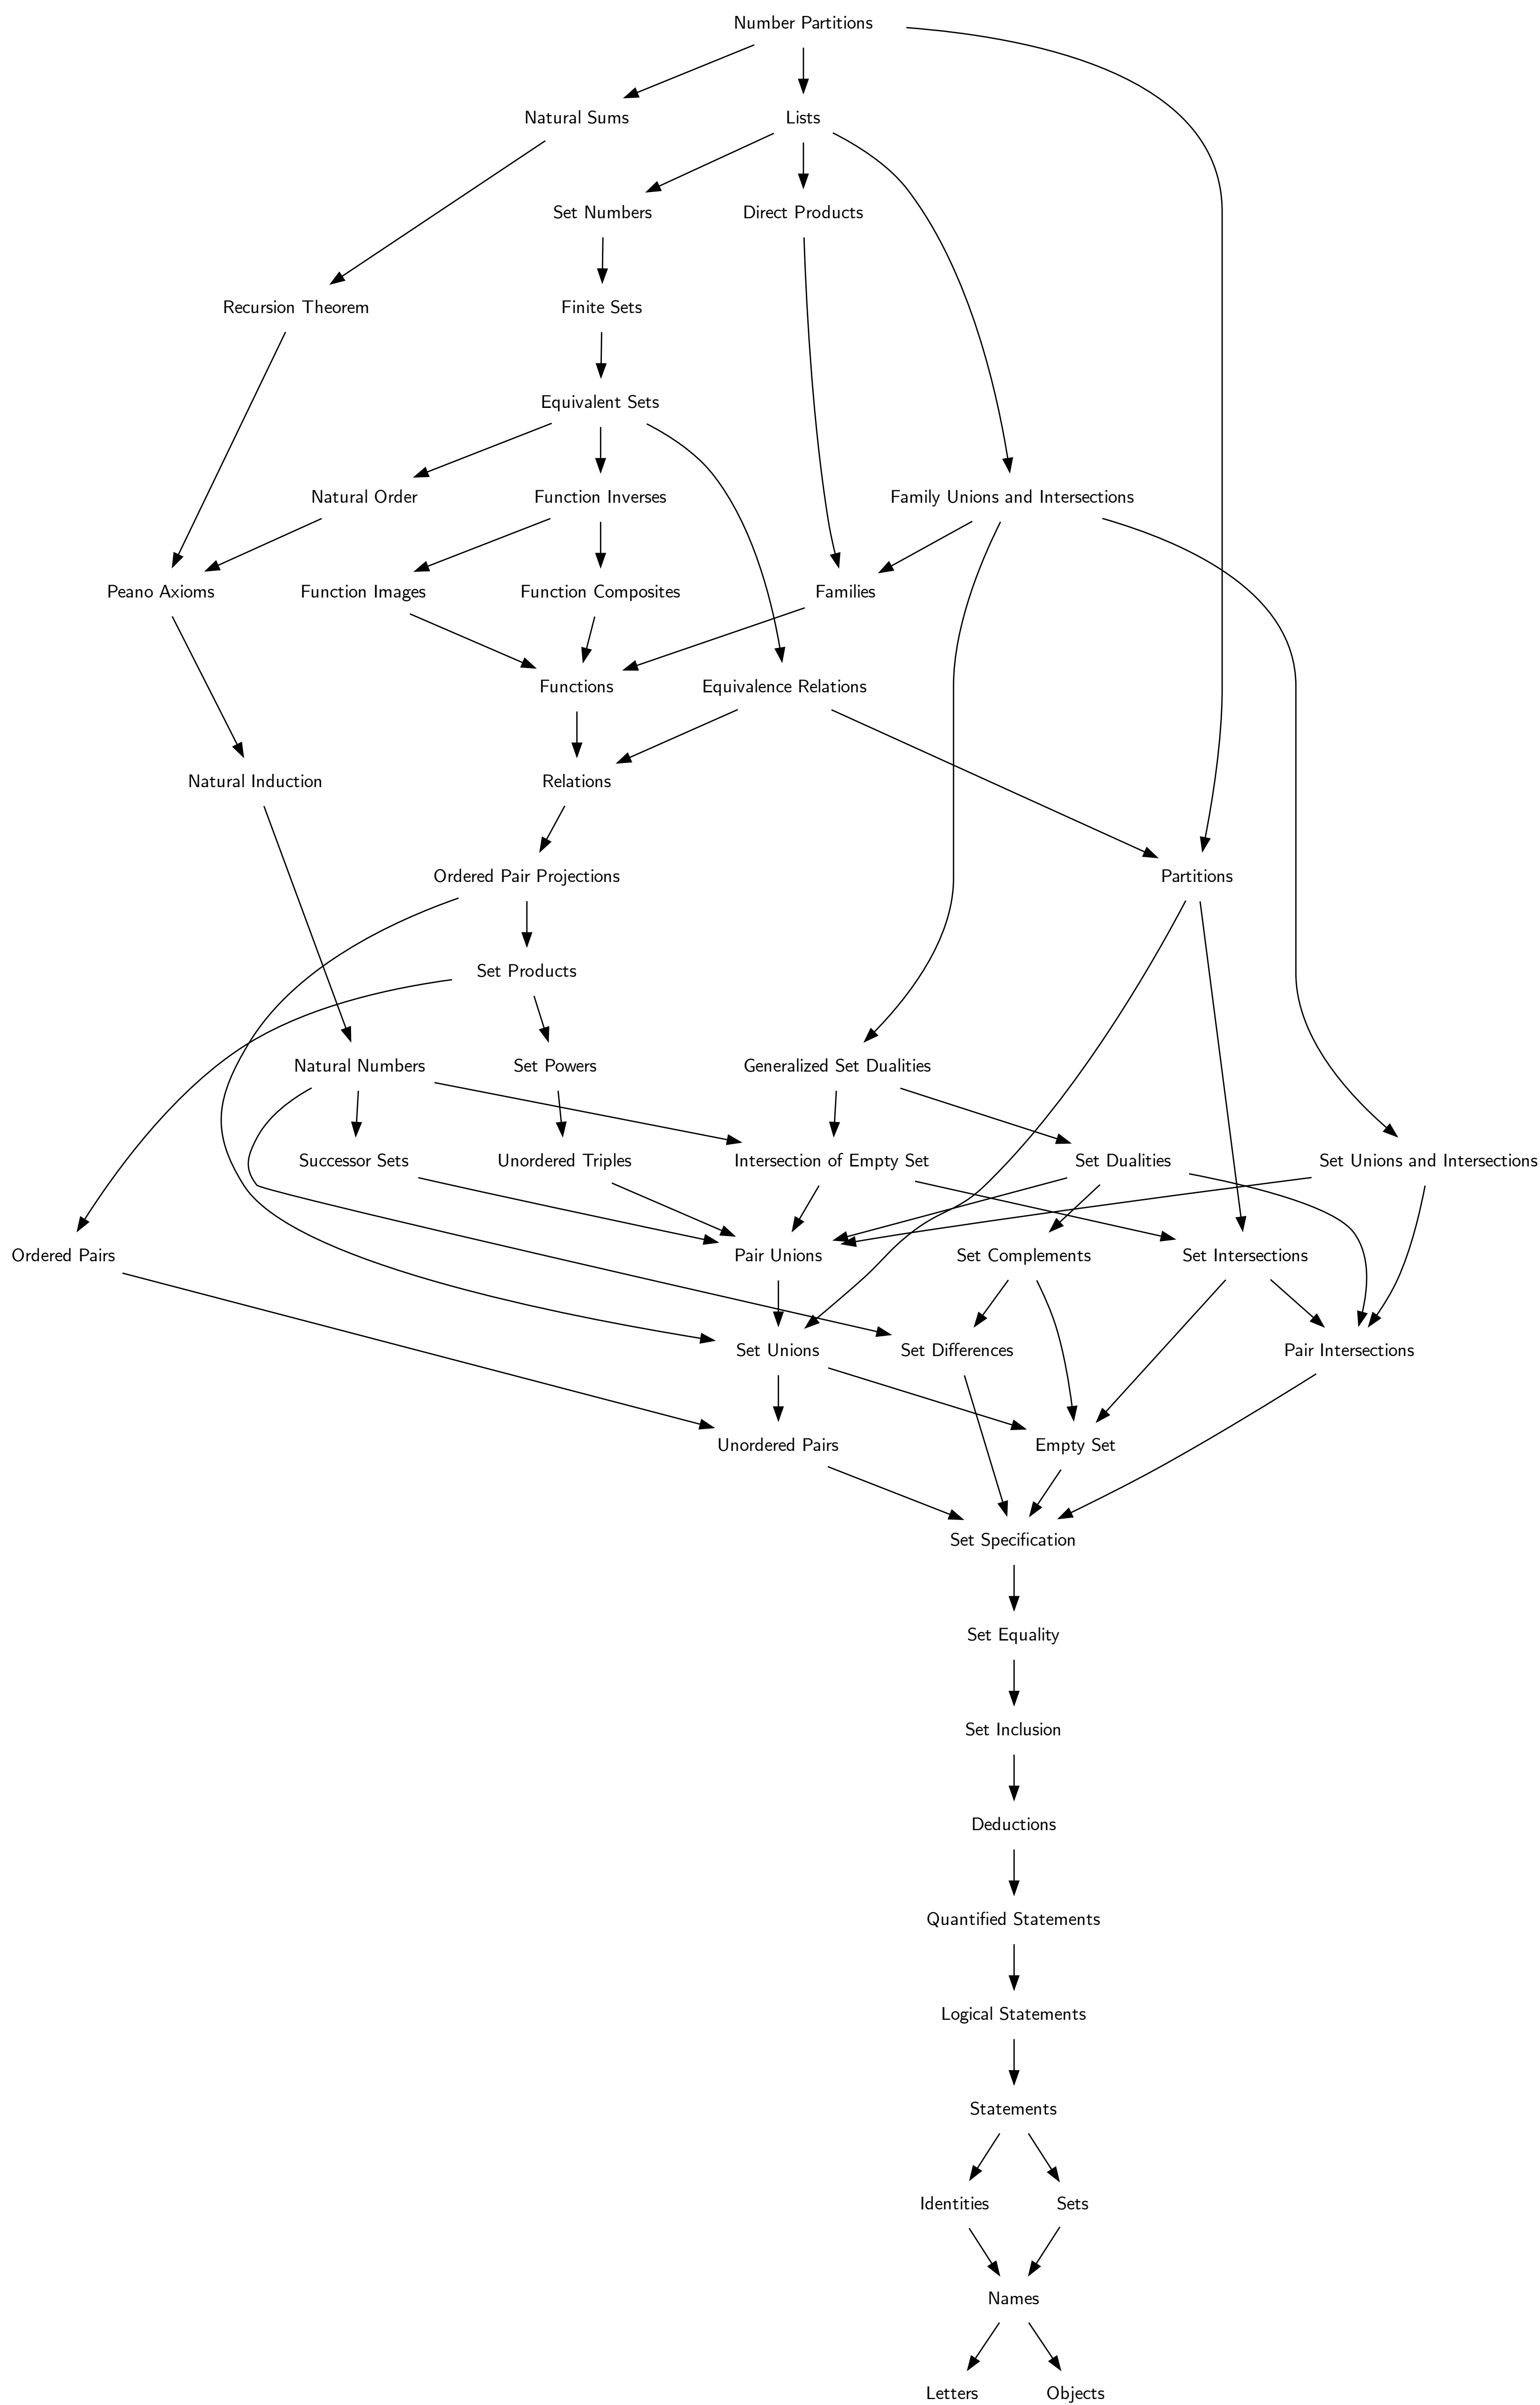 Number Partitions
Natural Sums
Lists
Set Numbers
Direct Products
Recursion Theorem
Finite Sets
Equivalent Sets
Natural Order
Function Inverses
Family Unions and Intersections
Peano Axioms
Function Images
Function Composites
Families
Functions
Equivalence Relations
Natural Induction
Relations
Ordered Pair Projections
Partitions
Set Products
Natural Numbers
Set Powers
Generalized Set Dualities
Successor Sets
Unordered Triples
Intersection of Empty Set
Set Dualities
Set Unions and Intersections
Ordered Pairs
Pair Unions
Set Complements
Set Intersections
Set Unions
Set Differences
Pair Intersections
Unordered Pairs
Empty Set
Set Specification
Set Equality
Set Inclusion
Deductions
Quantified Statements
Logical Statements
Statements
Identities
Sets
Names
Letters
Objects